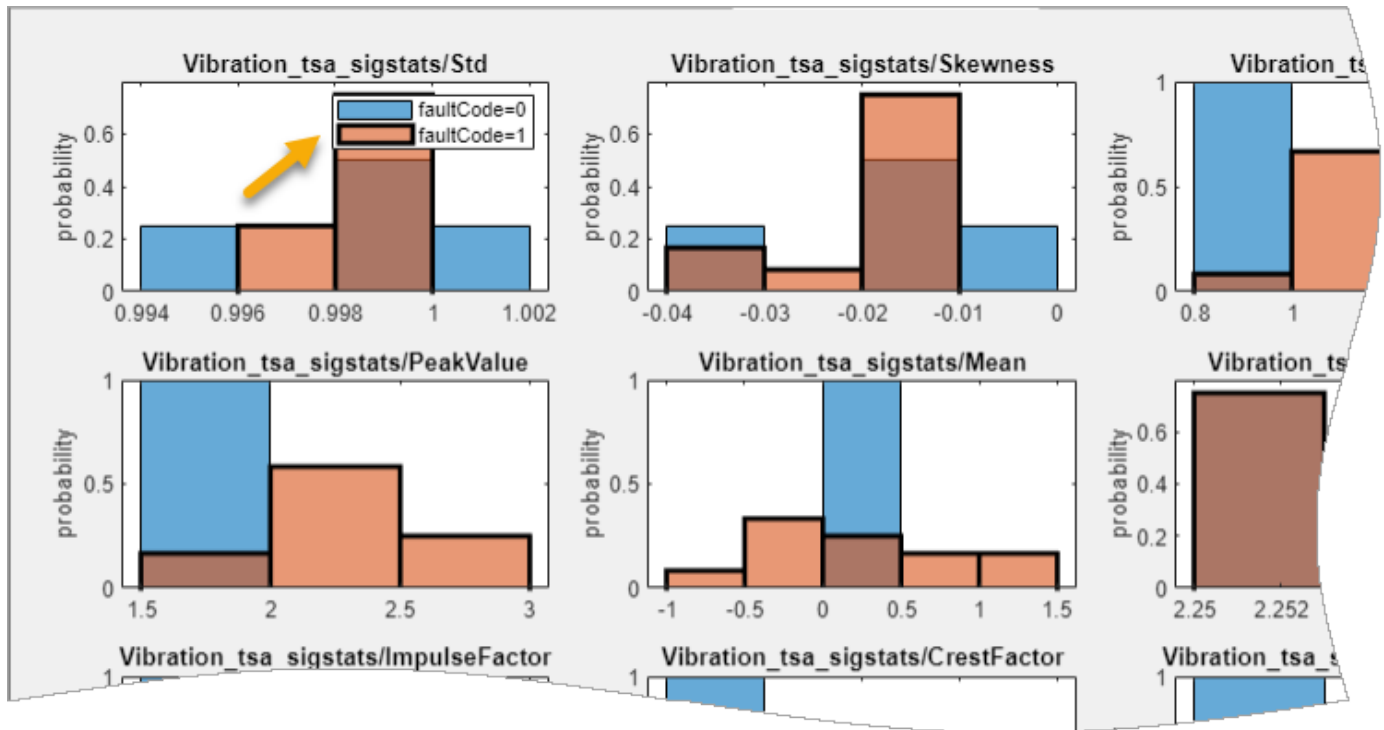 Vibration_tsa_sigstats/Std
probability
0.6
0.4
0.2
0
0.994 0.996 0.998 1 1.002
faultCode=0
faultCode=1
Vibration_tsa_sigstats/Skewness
probability
0.6
0.4
0.2
0
-0.04 -0.03 -0.02 -0.01 0
Vibration_ts
probability
1
0.5
0
0.8 1
Vibration_tsa_sigstats/PeakValue
probability
1
0.5
0
1.5 2 2.5 3
Vibration_tsa_sigstats/Mean
probability
1
0.5
0
-1 -0.5 0 0.5 1 1.5
Vibration_ts
probability
0.6
0.4
0.2
0
2.25 2.252
Vibration_tsa_sigstats/ImpulseFactor
1
Vibration_tsa_sigstats/CrestFactor
1
Vibration_tsa_s
1